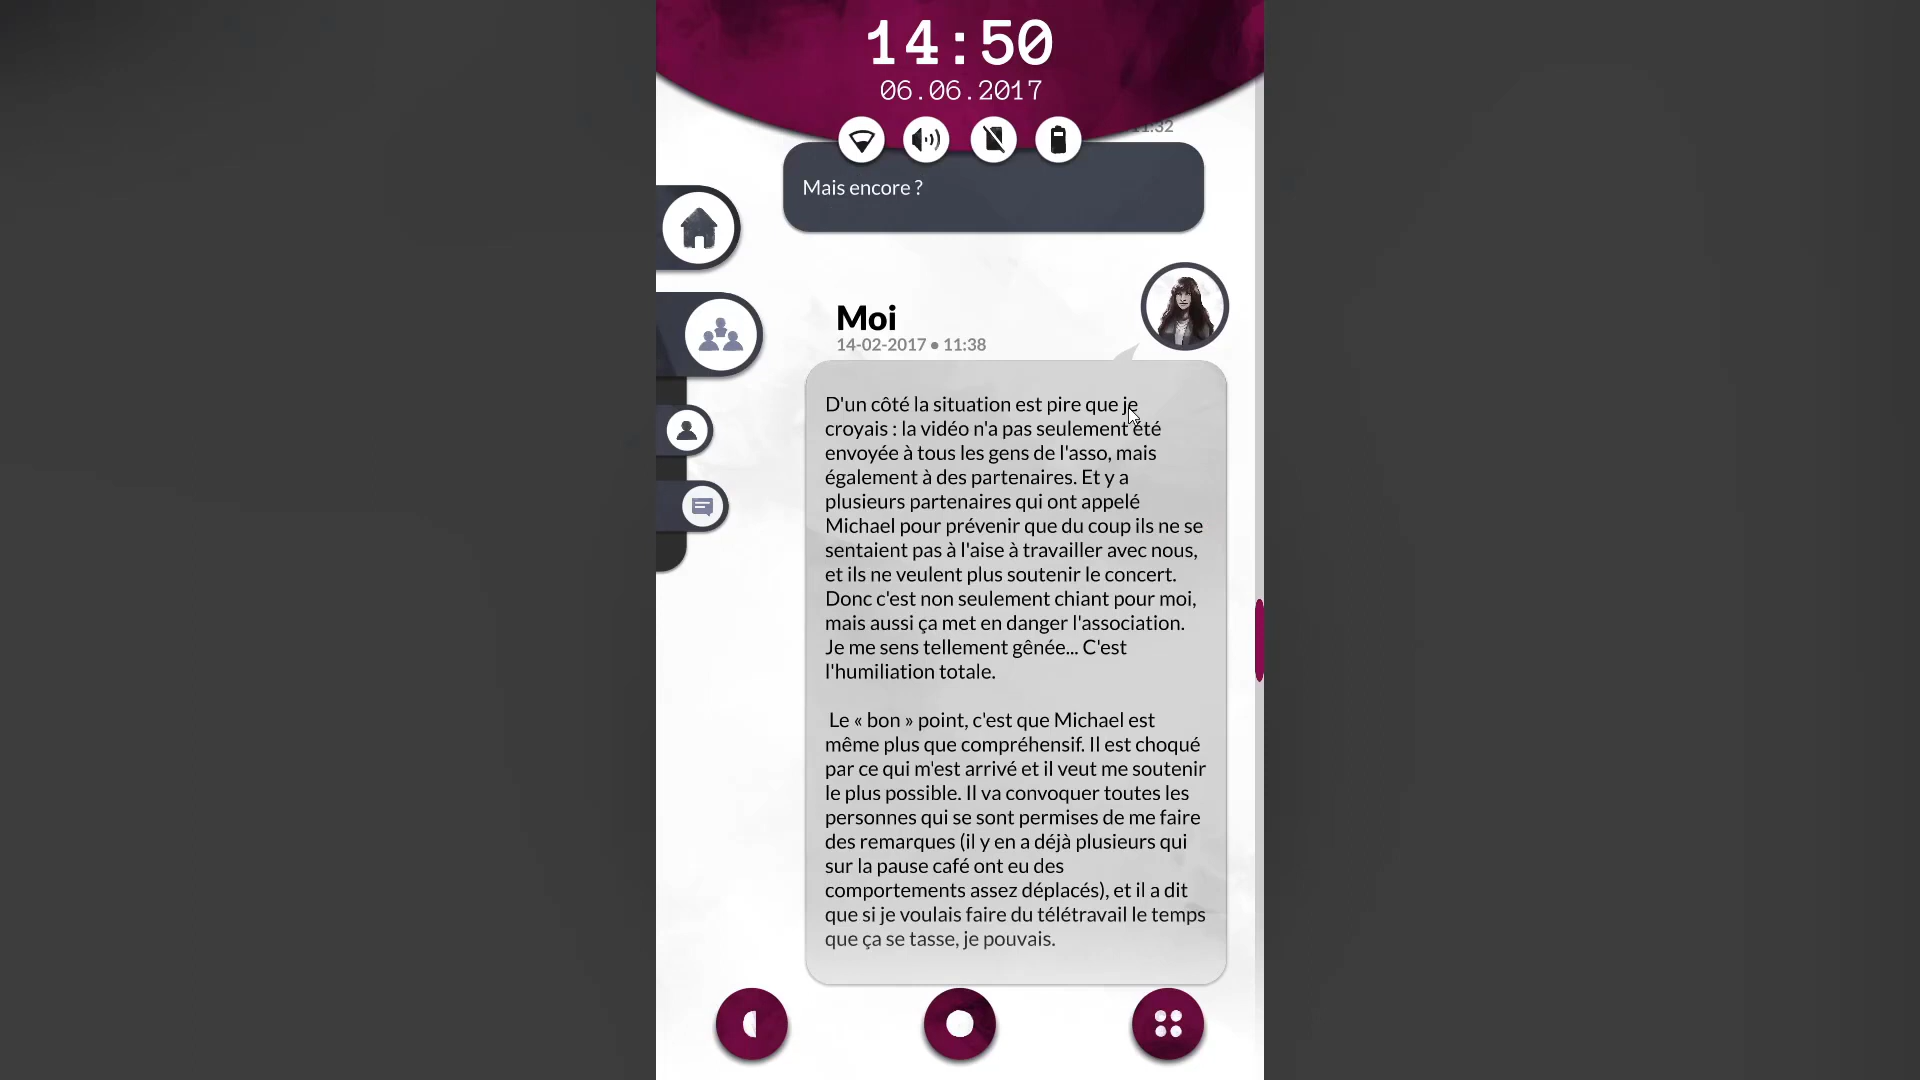 14:50
06.06.2017
11:32
Mais encore ?
Moi
14-02-2017 • 11:38
D'un côté la situation est pire que je
croyais : la vidéo n'a pas seulement été
envoyée à tous les gens de l'asso, mais
également à des partenaires. Et y a
plusieurs partenaires qui ont appelé
Michael pour prévenir que du coup ils ne se
sentaient pas à l'aise à travailler avec nous,
et ils ne veulent plus soutenir le concert.
Donc c'est non seulement chiant pour moi,
mais aussi ça met en danger l'association.
Je me sens tellement gênée... C'est
l'humiliation totale.
Le « bon » point, c'est que Michael est
même plus que compréhensif. Il est choqué
par ce qui m'est arrivé et il veut me soutenir
le plus possible. Il va convoquer toutes les
personnes qui se sont permises de me faire
des remarques (il y en a déjà plusieurs qui
sur la pause café ont eu des
comportements assez déplacés), et il a dit
que si je voulais faire du télétravail le temps
que ça se tasse, je pouvais.